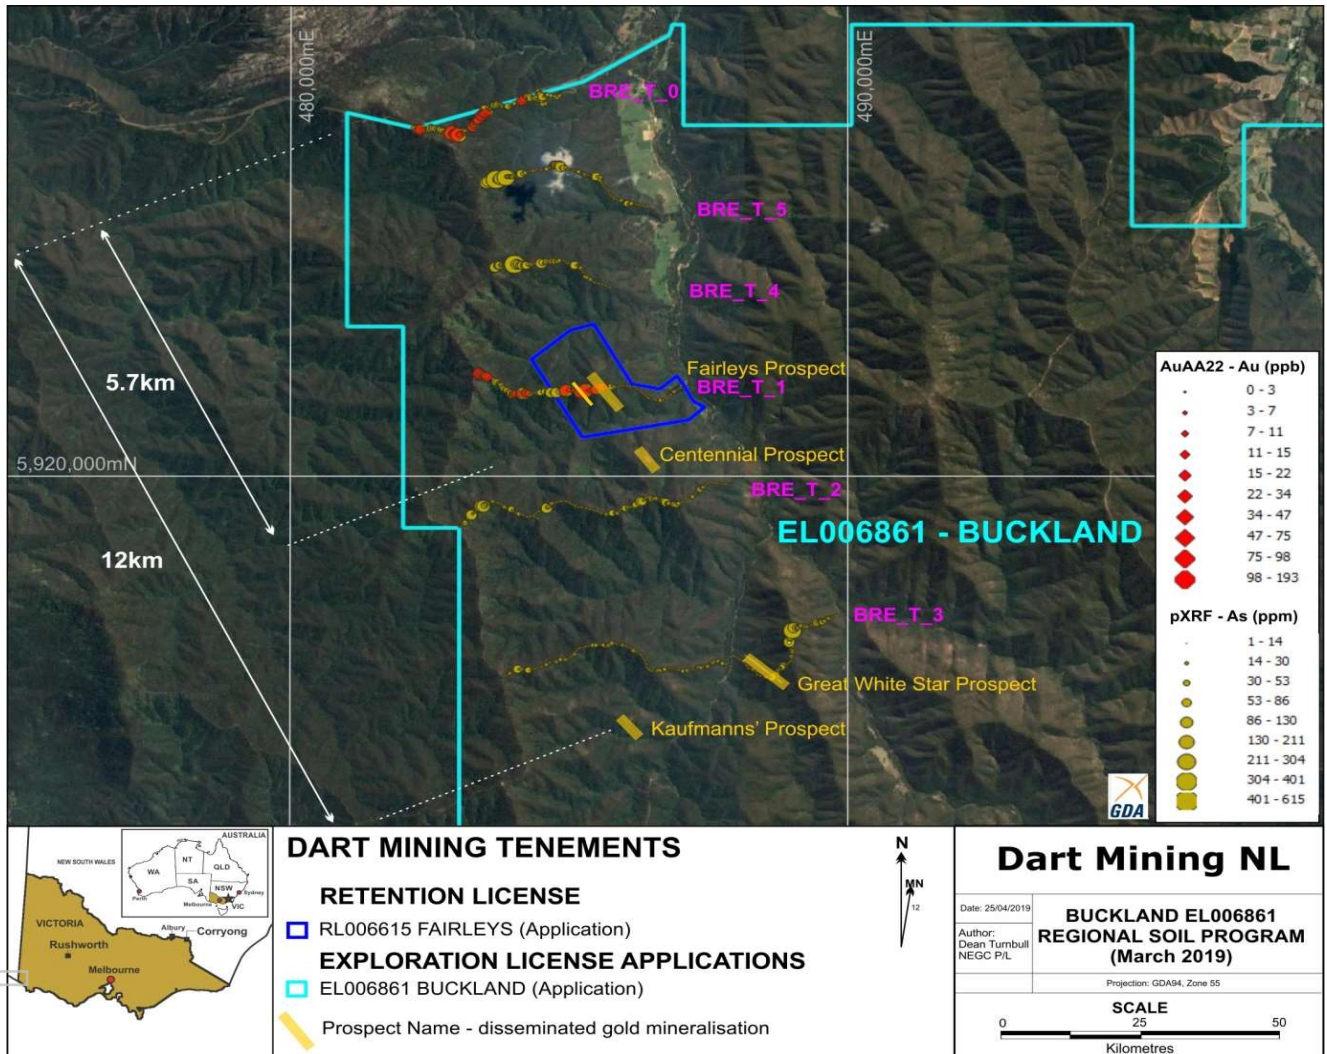 480,000mE
490,000mE
BRE_T_0
BRE_T_5
BRE_T_4
5.7km
Fairleys Prospect
BRE_T_1
Centennial Prospect
5,920,000mN
BRE_T_2
EL006861 - BUCKLAND
12km
BRE_T_3
Great White Star Prospect
Kaufmanns' Prospect
AuAA22 - Au (ppb)
0 - 3
3 - 7
7 - 11
11 - 15
15 - 22
22 - 34
34 - 47
47 - 75
75 - 98
98 - 193
pXRF - As (ppm)
1 - 14
14 - 30
30 - 53
53 - 86
86 - 130
130 - 211
211 - 304
304 - 401
401 - 615
GDA
AUSTRALIA
NT
WA
QLD
SA
NSW
Perth
Sydney
Melbourne
VIC
NEW SOUTH WALES
VICTORIA
Albury
Corryong
Rushworth
Melbourne
DART MINING TENEMENTS
RETENTION LICENSE
RL006615 FAIRLEYS (Application)
EXPLORATION LICENSE APPLICATIONS
EL006861 BUCKLAND (Application)
Prospect Name - disseminated gold mineralisation
N
MN
12
Dart Mining NL
Date: 25/04/2019
Author:
Dean Turnbull
NEGC P/L
BUCKLAND EL006861
REGIONAL SOIL PROGRAM
(March 2019)
Projection: GDA94, Zone 55
SCALE
0 25 50
Kilometres